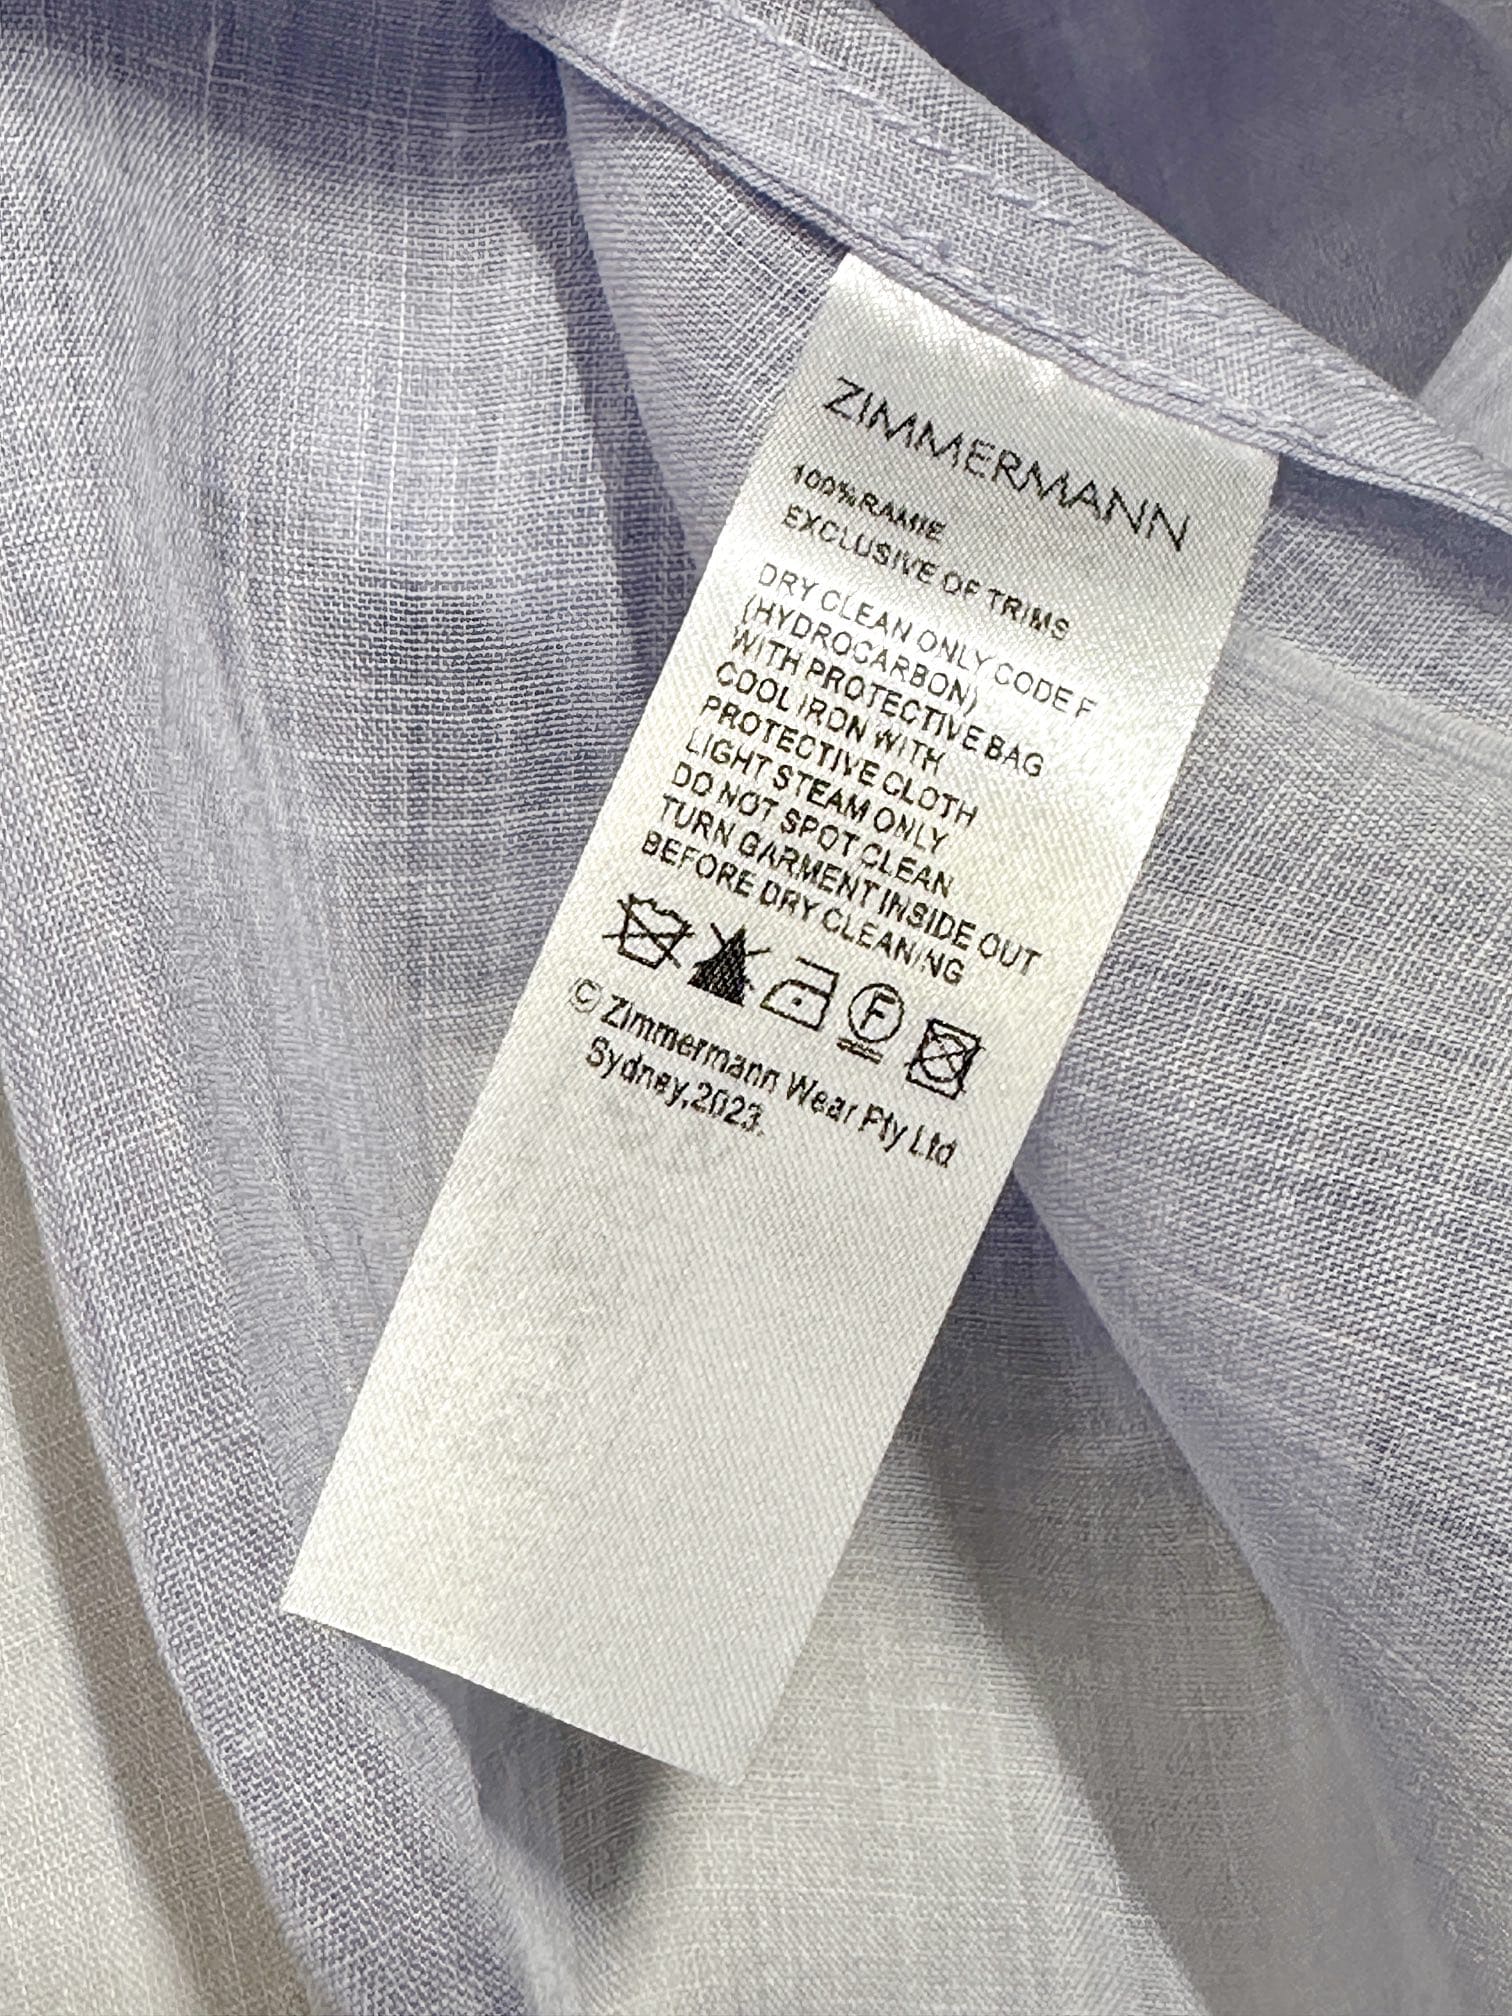 ZIMMERMANN
100%RAMIE
EXCLUSIVE OF TRIMS
DRY CLEAN ONLY CODE F
(HYDROCARBON)
WITH PROTECTIVE BAG
COOL IRON WITH
PROTECTIVE CLOTH
LIGHT STEAM ONLY
DO NOT SPOT CLEAN
TURN GARMENT INSIDE OUT
BEFORE DRY CLEANING
F
© Zimmermann Wear Pty Ltd
Sydney,2023.